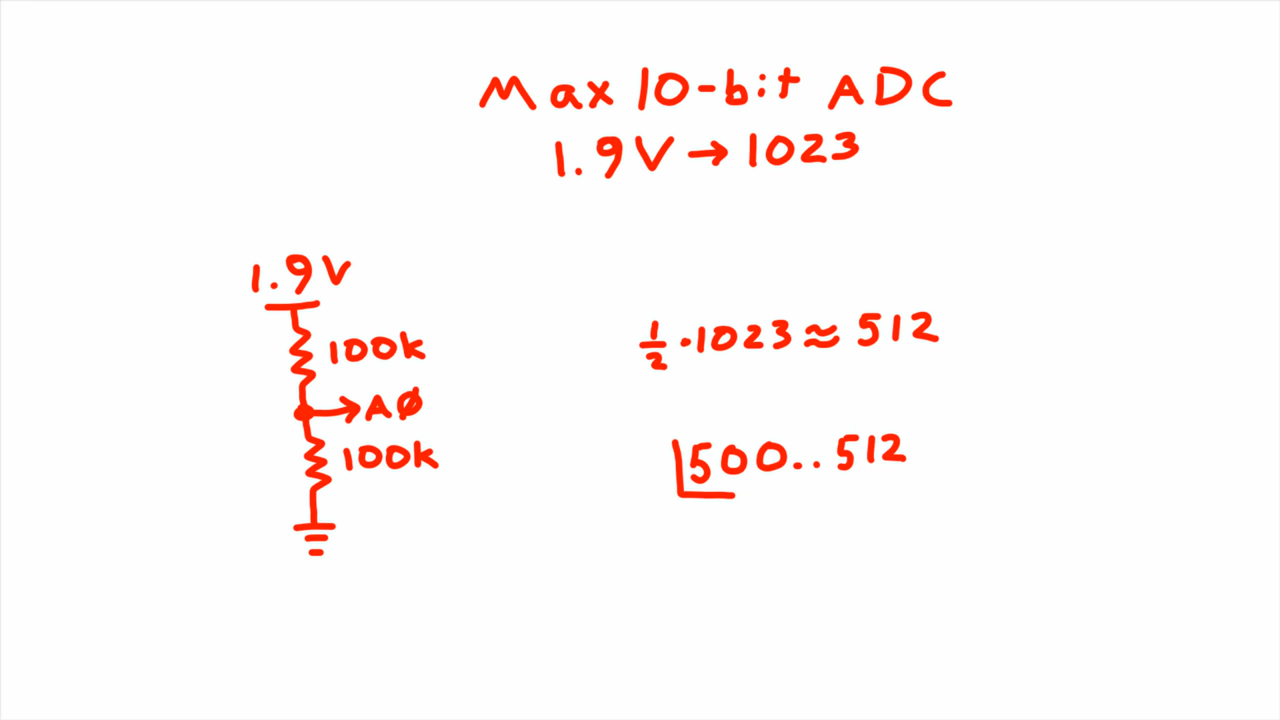 Max 10-bit ADC
1.9V→1023
1.9V
100k
→AØ
100k
1/2 · 1023 ≈ 512
500..512